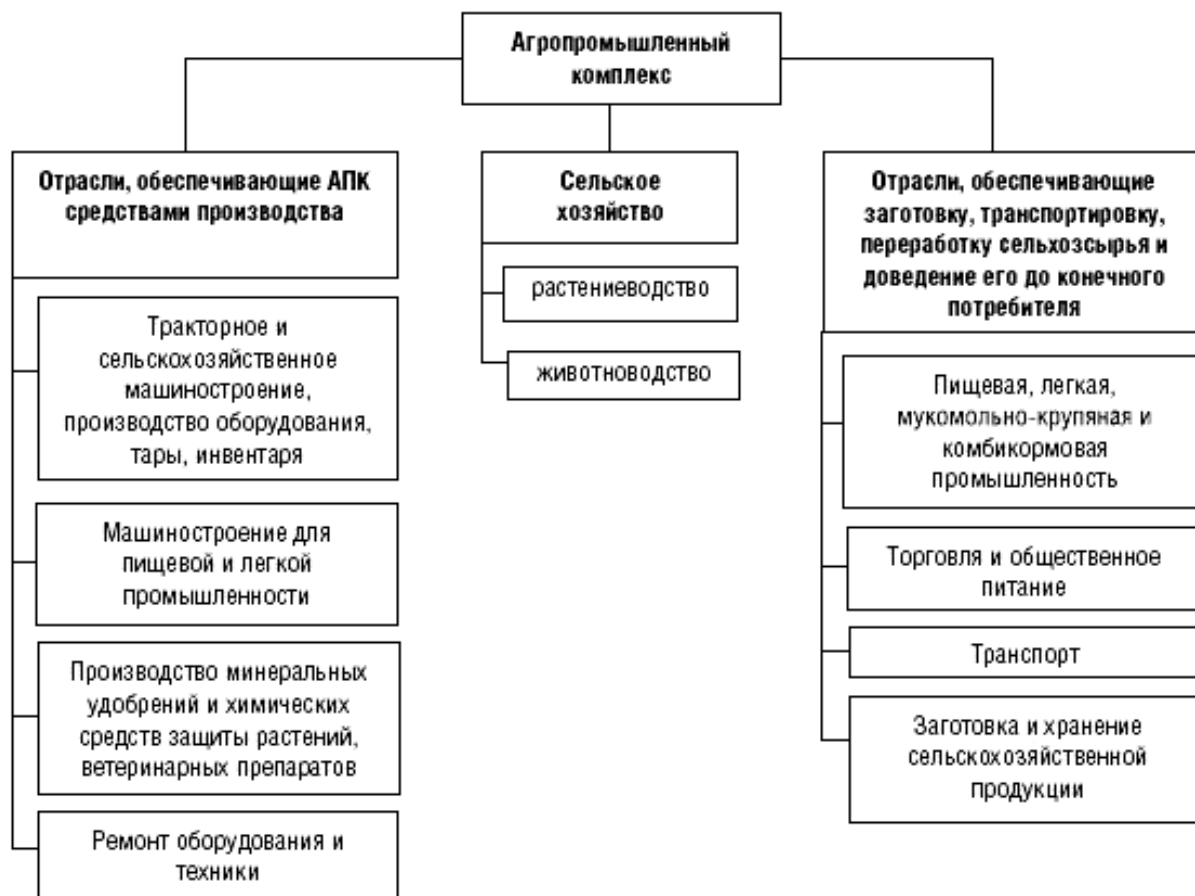 Агропромышленный
комплекс
Отрасли, обеспечивающие АПК
средствами производства
Тракторное и
сельскохозяйственное
машиностроение,
производство оборудования,
тары, инвентаря
Машиностроение для
пищевой и легкой
промышленности
Производство минеральных
удобрений и химических
средств защиты растений,
ветеринарных препаратов
Ремонт оборудования и
техники
Сельское
хозяйство
растениеводство
животноводство
Отрасли, обеспечивающие
заготовку, транспортировку,
переработку сельхозсырья и
доведение его до конечного
потребителя
Пищевая, легкая,
мукомольно-крупяная и
комбикормовая
промышленность
Торговля и общественное
питание
Транспорт
Заготовка и хранение
сельскохозяйственной
продукции